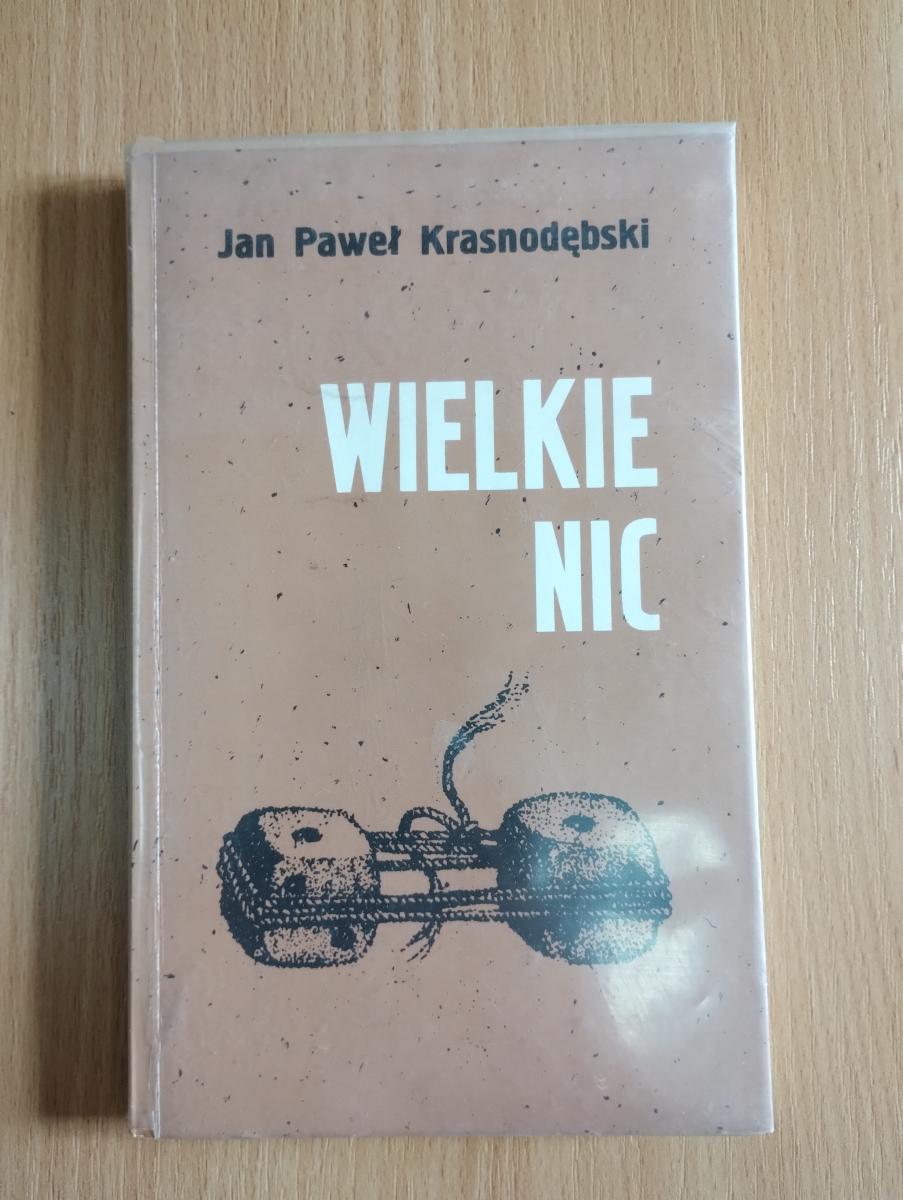 Jan Paweł Krasnodębski
WIELKIE
NIC